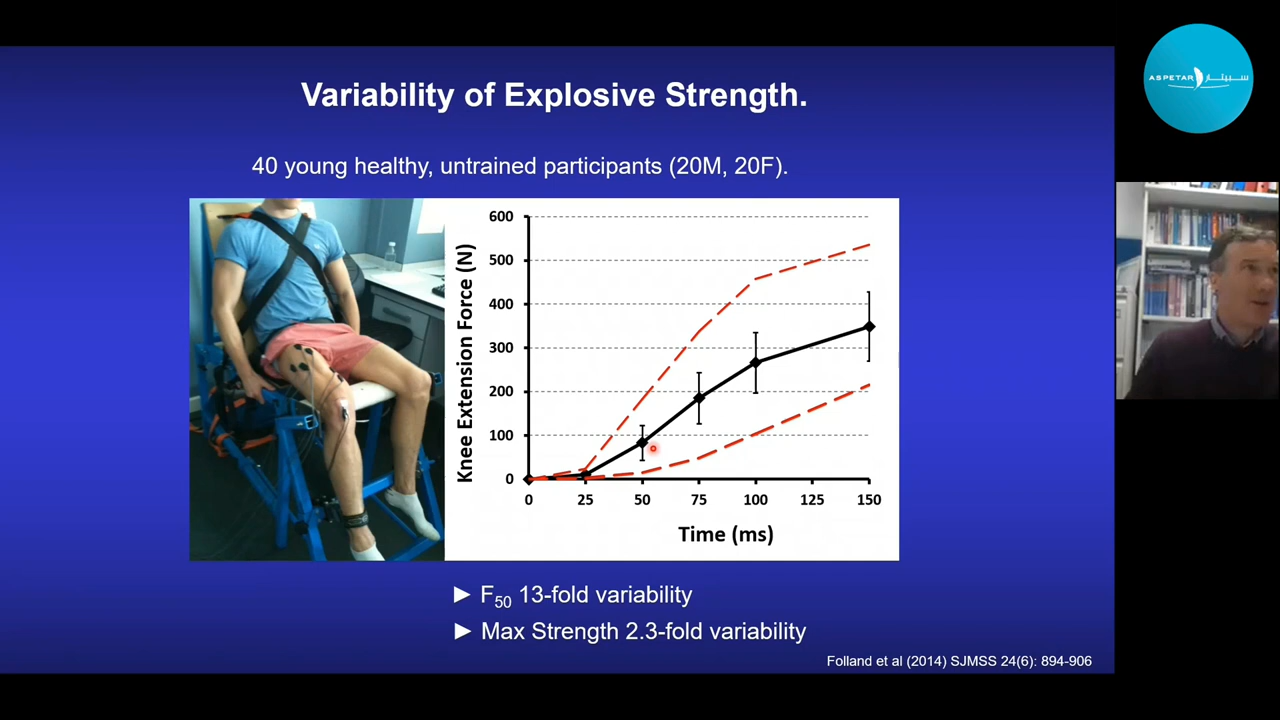 Variability of Explosive Strength.
40 young healthy, untrained participants (20M, 20F).
600
500
400
300
200
100
0
Knee Extension Force (N)
0 25 50 75 100 125 150
Time (ms)
► F50 13-fold variability
► Max Strength 2.3-fold variability
Folland et al (2014) SJMSS 24(6): 894-906
ASPETAR سبيتار